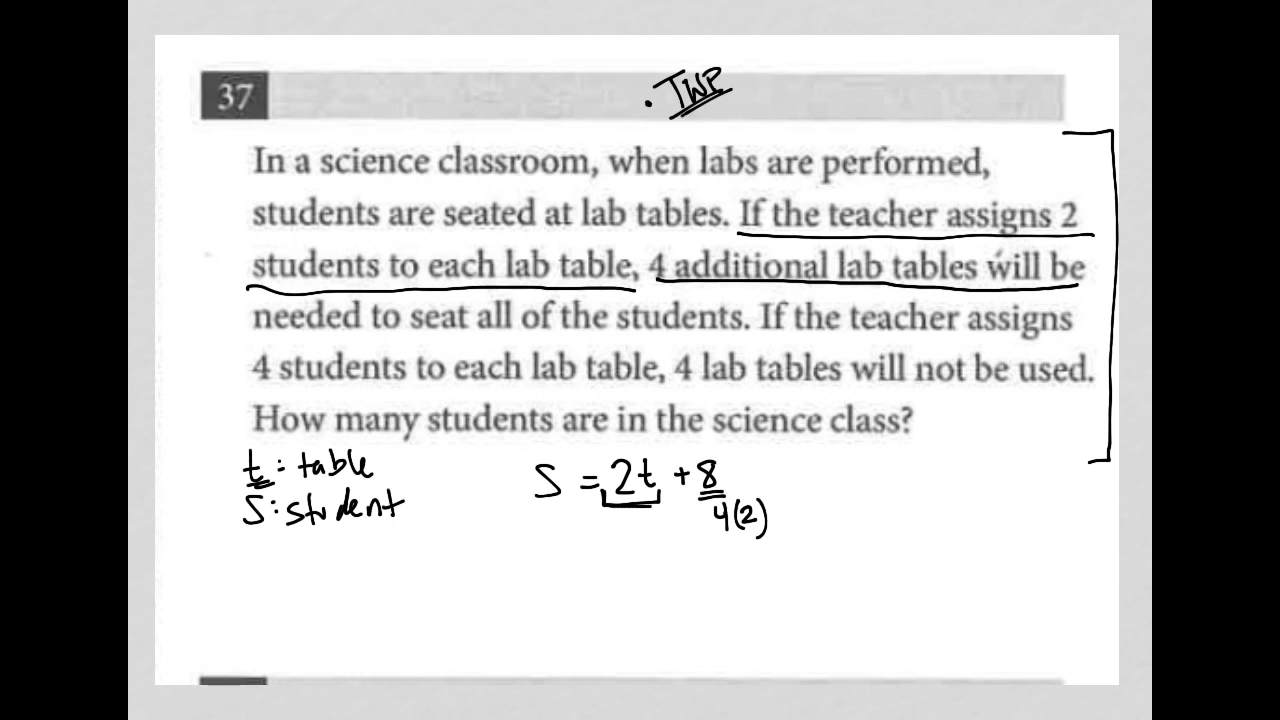 37
. TWP
In a science classroom, when labs are performed,
students are seated at lab tables. If the teacher assigns 2
students to each lab table, 4 additional lab tables will be
needed to seat all of the students. If the teacher assigns
4 students to each lab table, 4 lab tables will not be used.
How many students are in the science class?
t : table
S = 2t + 8
S : student
4(2)